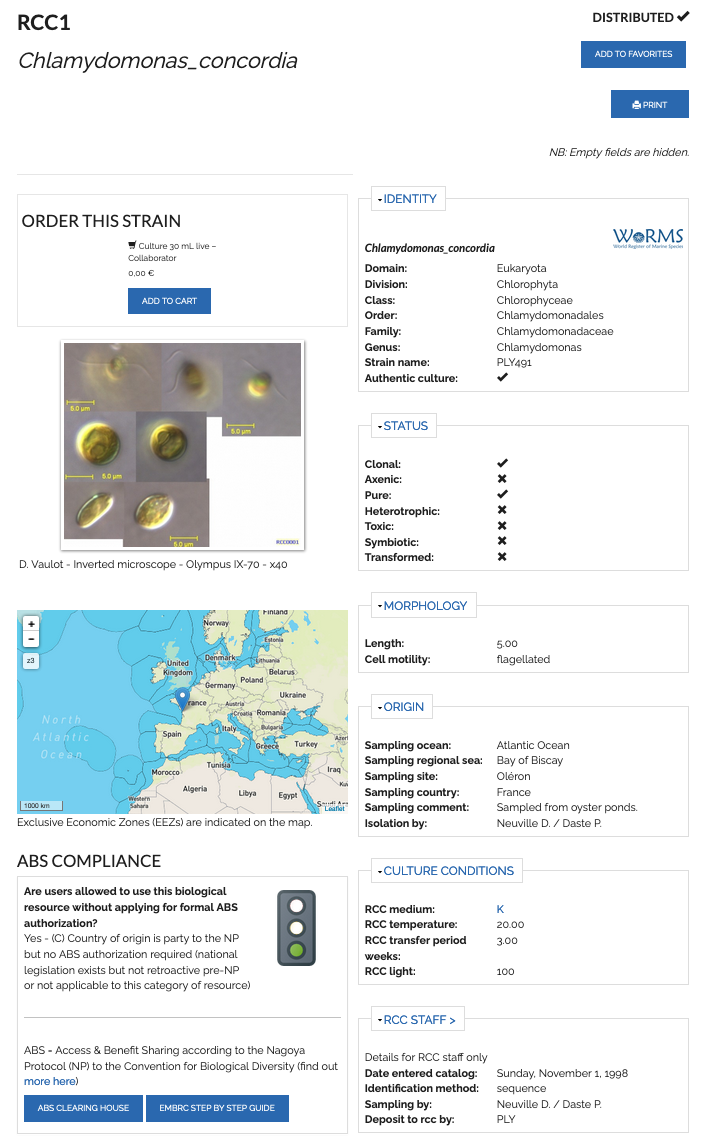 RCC1
DISTRIBUTED ✔
Chlamydomonas_concordia
ADD TO FAVORITES
PRINT
NB: Empty fields are hidden.
ORDER THIS STRAIN
Culture 30 mL live –
Collaborator
0,00 €
ADD TO CART
5.0 µm
5.0 µm
5.0 µm
5.0 µm
5.0 µm
RCC0001
D. Vaulot - Inverted microscope - Olympus IX-70 - x40
+
−
z3
Finland
Norway
Estonia
Denmark
Lithuania
United
Kingdom
Poland
Belarus
Germany
Ukraine
France
Austria
Croatia
Romania
Bulgaria
Italy
Spain
Greece
Turkey
North
Atlantic
Ocean
Tunisia
Morocco
Iraq
Algeria
Libya
Egypt
Western
Sahara
1000 km
Leaflet
Exclusive Economic Zones (EEZs) are indicated on the map.
ABS COMPLIANCE
Are users allowed to use this biological
resource without applying for formal ABS
authorization?
Yes - (C) Country of origin is party to the NP
but no ABS authorization required (national
legislation exists but not retroactive pre-NP
or not applicable to this category of resource)
ABS = Access & Benefit Sharing according to the Nagoya
Protocol (NP) to the Convention for Biological Diversity (find out
more here)
ABS CLEARING HOUSE
EMBRC STEP BY STEP GUIDE
IDENTITY
WoRMS
World Register of Marine Species
Chlamydomonas_concordia
Domain: Eukaryota
Division: Chlorophyta
Class: Chlorophyceae
Order: Chlamydomonadales
Family: Chlamydomonadaceae
Genus: Chlamydomonas
Strain name: PLY491
Authentic culture: ✔
STATUS
Clonal: ✔
Axenic: ✖
Pure: ✔
Heterotrophic: ✖
Toxic: ✖
Symbiotic: ✖
Transformed: ✖
MORPHOLOGY
Length: 5.00
Cell motility: flagellated
ORIGIN
Sampling ocean: Atlantic Ocean
Sampling regional sea: Bay of Biscay
Sampling site: Oléron
Sampling country: France
Sampling comment: Sampled from oyster ponds.
Isolation by: Neuville D. / Daste P.
CULTURE CONDITIONS
RCC medium: K
RCC temperature: 20.00
RCC transfer period 3.00
weeks:
RCC light: 100
RCC STAFF >
Details for RCC staff only
Date entered catalog: Sunday, November 1, 1998
Identification method: sequence
Sampling by: Neuville D. / Daste P.
Deposit to rcc by: PLY